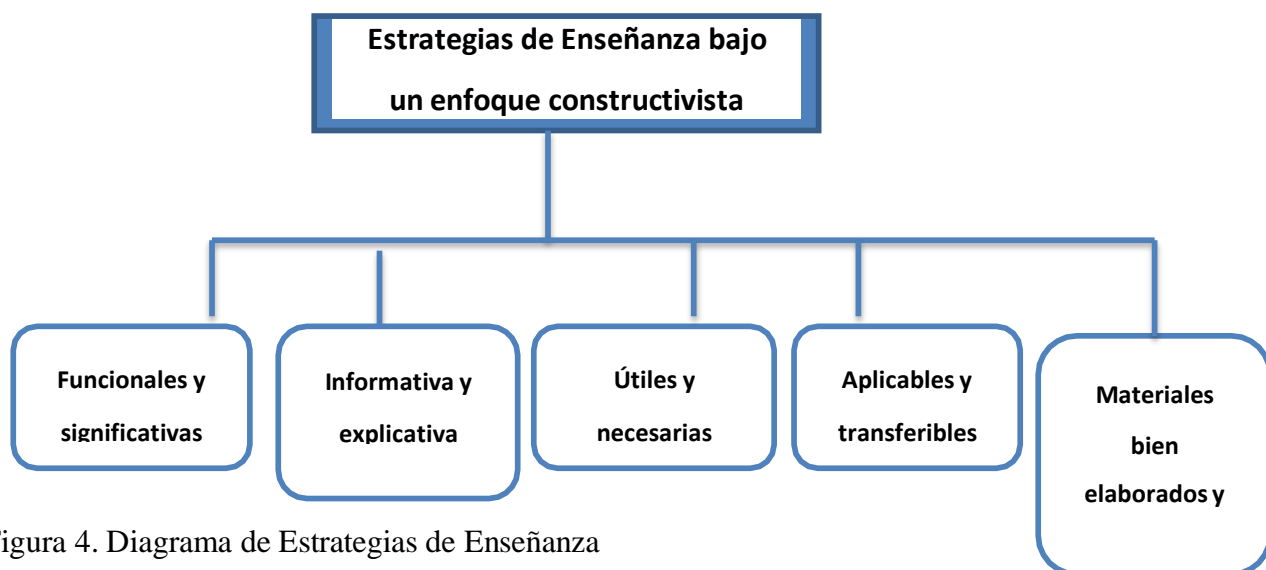 Estrategias de Enseñanza bajo
un enfoque constructivista
Funcionales y
significativas
Informativa y
explicativa
Útiles y
necesarias
Aplicables y
transferibles
Materiales
bien
elaborados y
igura 4. Diagrama de Estrategias de Enseñanza